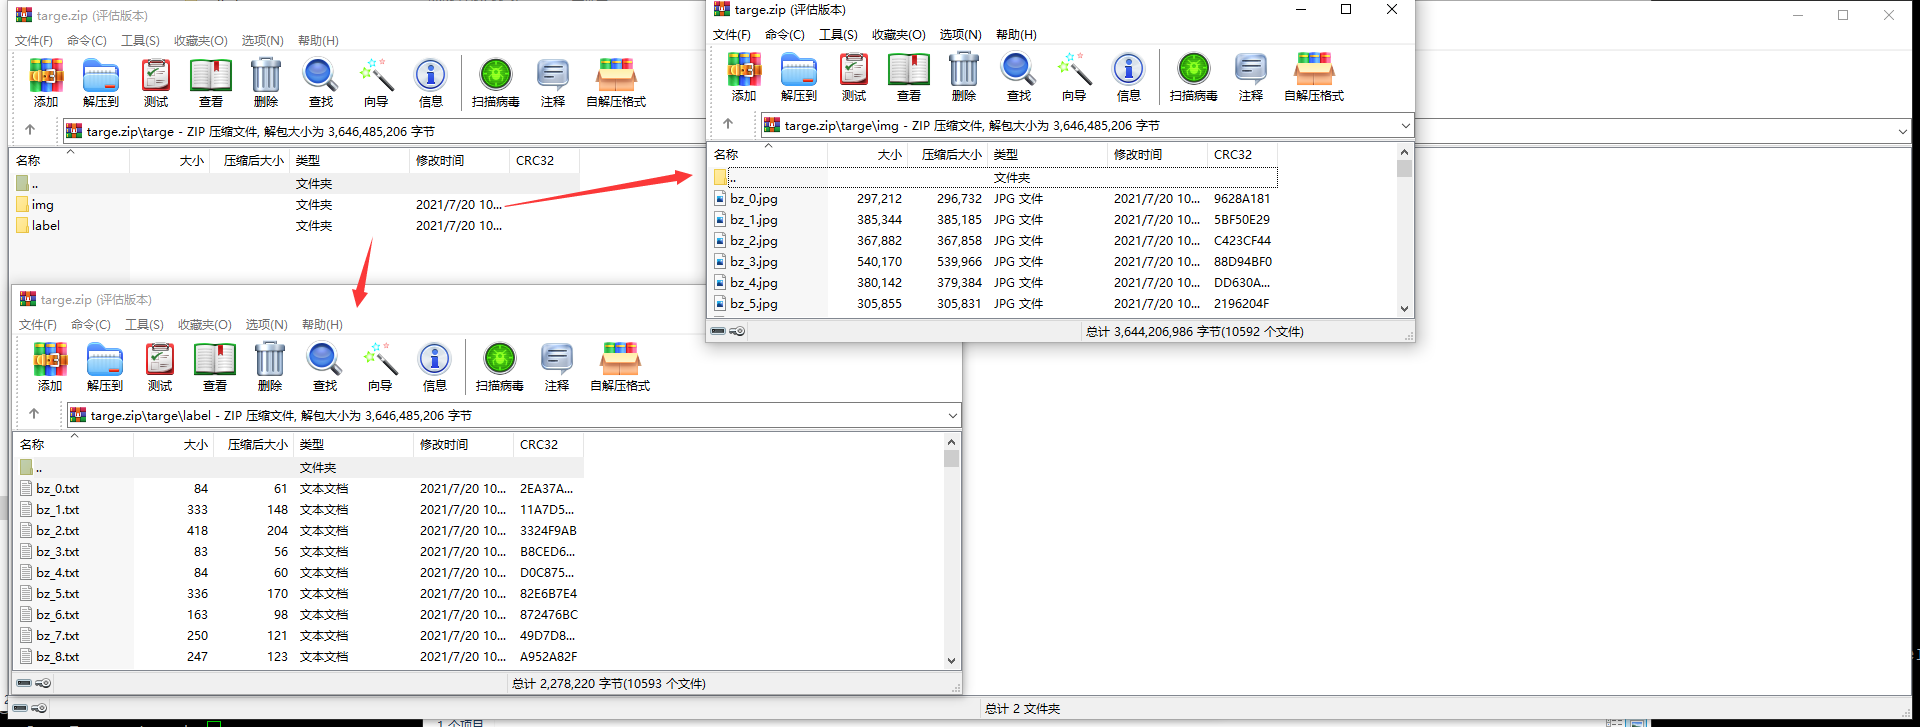 targe.zip (评估版本)
文件(F) 命令(C) 工具(S) 收藏夹(O) 选项(N) 帮助(H)
添加 解压到 测试 查看 删除 查找 向导 信息 扫描病毒 注释 自解压格式
targe.zip\targe - ZIP 压缩文件, 解包大小为 3,646,485,206 字节
名称 大小 压缩后大小 类型 修改时间 CRC32
.. 文件夹
img 文件夹 2021/7/20 10...
label 文件夹 2021/7/20 10...
targe.zip (评估版本)
文件(F) 命令(C) 工具(S) 收藏夹(O) 选项(N) 帮助(H)
添加 解压到 测试 查看 删除 查找 向导 信息 扫描病毒 注释 自解压格式
targe.zip\targe\img - ZIP 压缩文件, 解包大小为 3,646,485,206 字节
名称 大小 压缩后大小 类型 修改时间 CRC32
.. 文件夹
bz_0.jpg 297,212 296,732 JPG 文件 2021/7/20 10... 9628A181
bz_1.jpg 385,344 385,185 JPG 文件 2021/7/20 10... 5BF50E29
bz_2.jpg 367,882 367,858 JPG 文件 2021/7/20 10... C423CF44
bz_3.jpg 540,170 539,966 JPG 文件 2021/7/20 10... 88D94BF0
bz_4.jpg 380,142 379,384 JPG 文件 2021/7/20 10... DD630A...
bz_5.jpg 305,855 305,831 JPG 文件 2021/7/20 10... 2196204F
总计 3,644,206,986 字节(10592 个文件)
targe.zip (评估版本)
文件(F) 命令(C) 工具(S) 收藏夹(O) 选项(N) 帮助(H)
添加 解压到 测试 查看 删除 查找 向导 信息 扫描病毒 注释 自解压格式
targe.zip\targe\label - ZIP 压缩文件, 解包大小为 3,646,485,206 字节
名称 大小 压缩后大小 类型 修改时间 CRC32
.. 文件夹
bz_0.txt 84 61 文本文档 2021/7/20 10... 2EA37A...
bz_1.txt 333 148 文本文档 2021/7/20 10... 11A7D5...
bz_2.txt 418 204 文本文档 2021/7/20 10... 3324F9AB
bz_3.txt 83 56 文本文档 2021/7/20 10... B8CED6...
bz_4.txt 84 60 文本文档 2021/7/20 10... D0C875...
bz_5.txt 336 170 文本文档 2021/7/20 10... 82E6B7E4
bz_6.txt 163 98 文本文档 2021/7/20 10... 872476BC
bz_7.txt 250 121 文本文档 2021/7/20 10... 49D7D8...
bz_8.txt 247 123 文本文档 2021/7/20 10... A952A82F
总计 2,278,220 字节(10593 个文件)
总计 2 文件夹
1 个项目